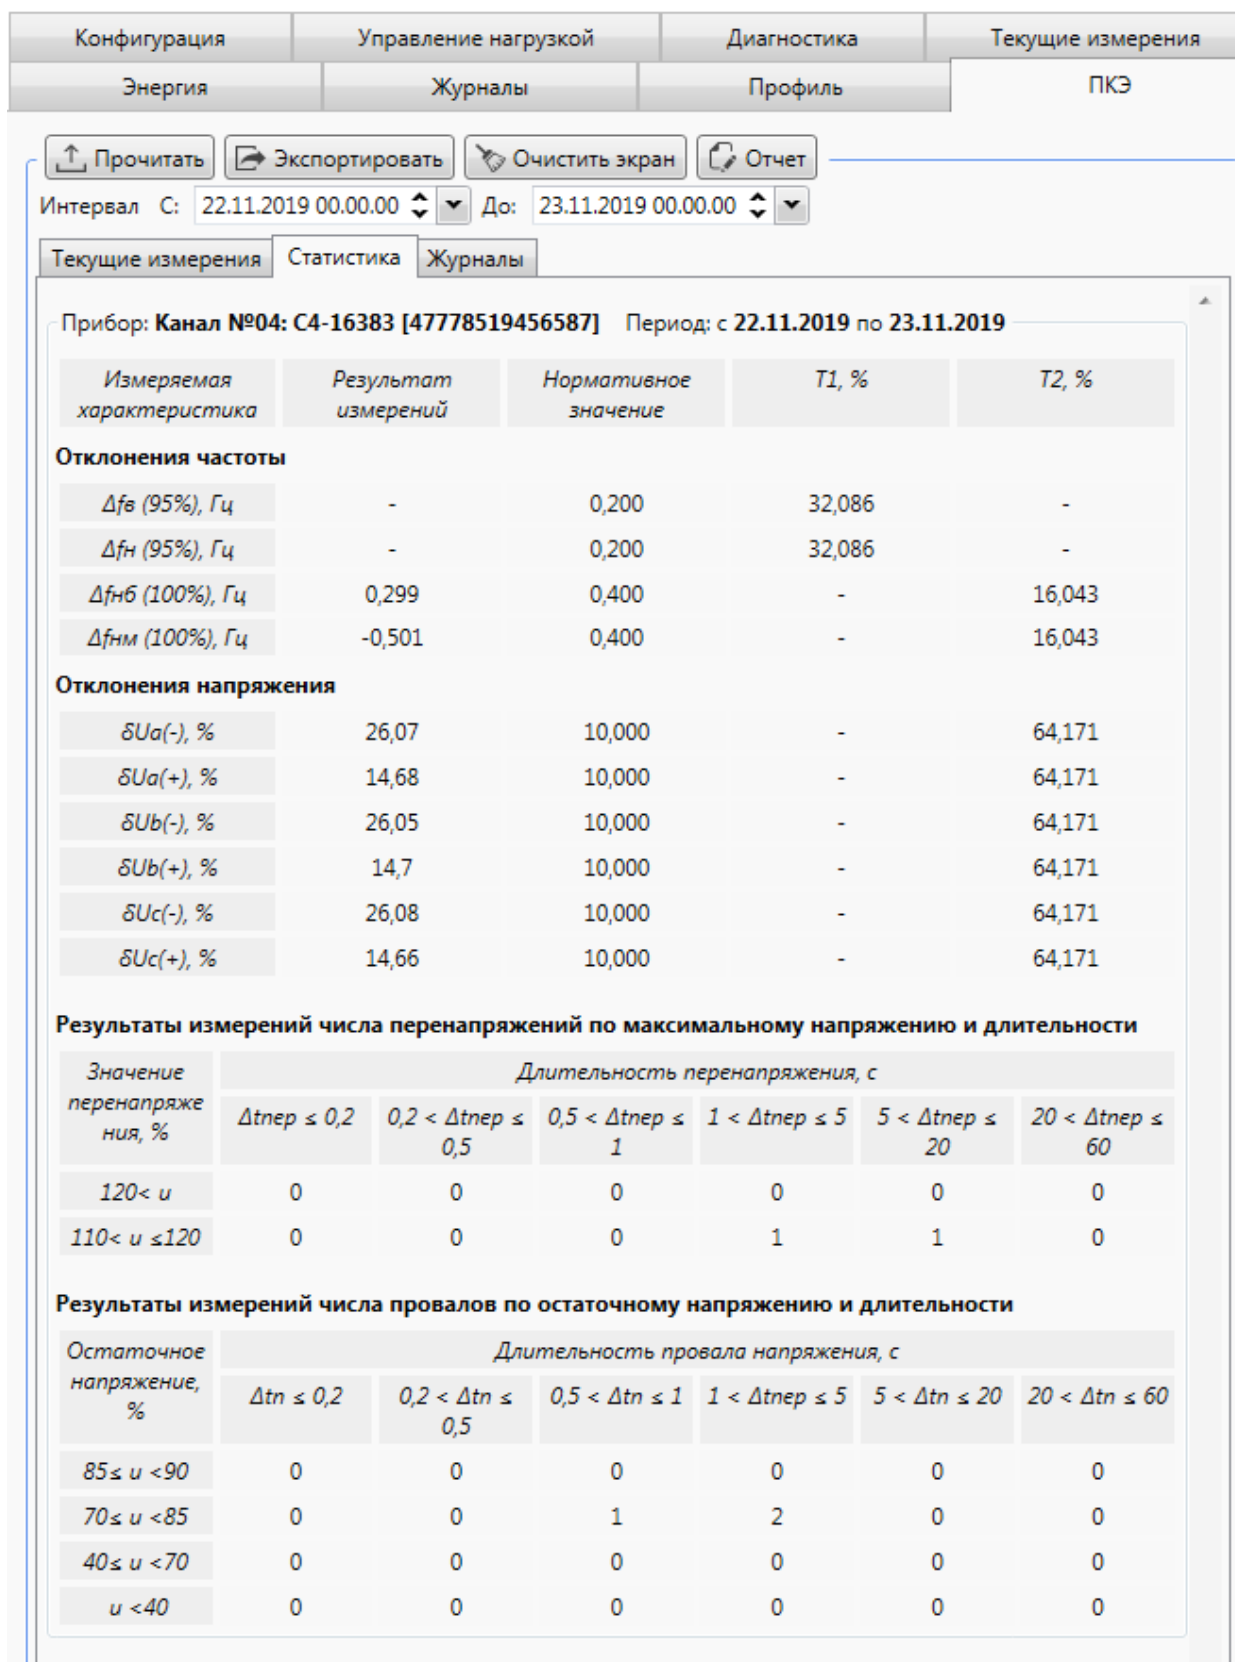 Конфигурация Управление нагрузкой Диагностика Текущие измерения
Энергия Журналы Профиль ПКЭ
Прочитать Экспортировать Очистить экран Отчет
Интервал С: 22.11.2019 00.00.00 До: 23.11.2019 00.00.00
Текущие измерения Статистика Журналы
Прибор: Канал №04: С4-16383 [47778519456587] Период: с 22.11.2019 по 23.11.2019
Измеряемая характеристика Результат измерений Нормативное значение T1, % T2, %
Отклонения частоты
Δfв (95%), Гц - 0,200 32,086 -
Δfн (95%), Гц - 0,200 32,086 -
Δfнб (100%), Гц 0,299 0,400 - 16,043
Δfнм (100%), Гц -0,501 0,400 - 16,043
Отклонения напряжения
δUa(-), % 26,07 10,000 - 64,171
δUa(+), % 14,68 10,000 - 64,171
δUb(-), % 26,05 10,000 - 64,171
δUb(+), % 14,7 10,000 - 64,171
δUc(-), % 26,08 10,000 - 64,171
δUc(+), % 14,66 10,000 - 64,171
Результаты измерений числа перенапряжений по максимальному напряжению и длительности
Значение перенапряжения, % Длительность перенапряжения, с
Δtпер ≤ 0,2 0,2 < Δtпер ≤ 0,5 0,5 < Δtпер ≤ 1 1 < Δtпер ≤ 5 5 < Δtпер ≤ 20 20 < Δtпер ≤ 60
120< u 0 0 0 0 0 0
110< u ≤120 0 0 0 1 1 0
Результаты измерений числа провалов по остаточному напряжению и длительности
Остаточное напряжение, % Длительность провала напряжения, с
Δtп ≤ 0,2 0,2 < Δtп ≤ 0,5 0,5 < Δtп ≤ 1 1 < Δtпер ≤ 5 5 < Δtп ≤ 20 20 < Δtп ≤ 60
85≤ u <90 0 0 0 0 0 0
70≤ u <85 0 0 1 2 0 0
40≤ u <70 0 0 0 0 0 0
u <40 0 0 0 0 0 0